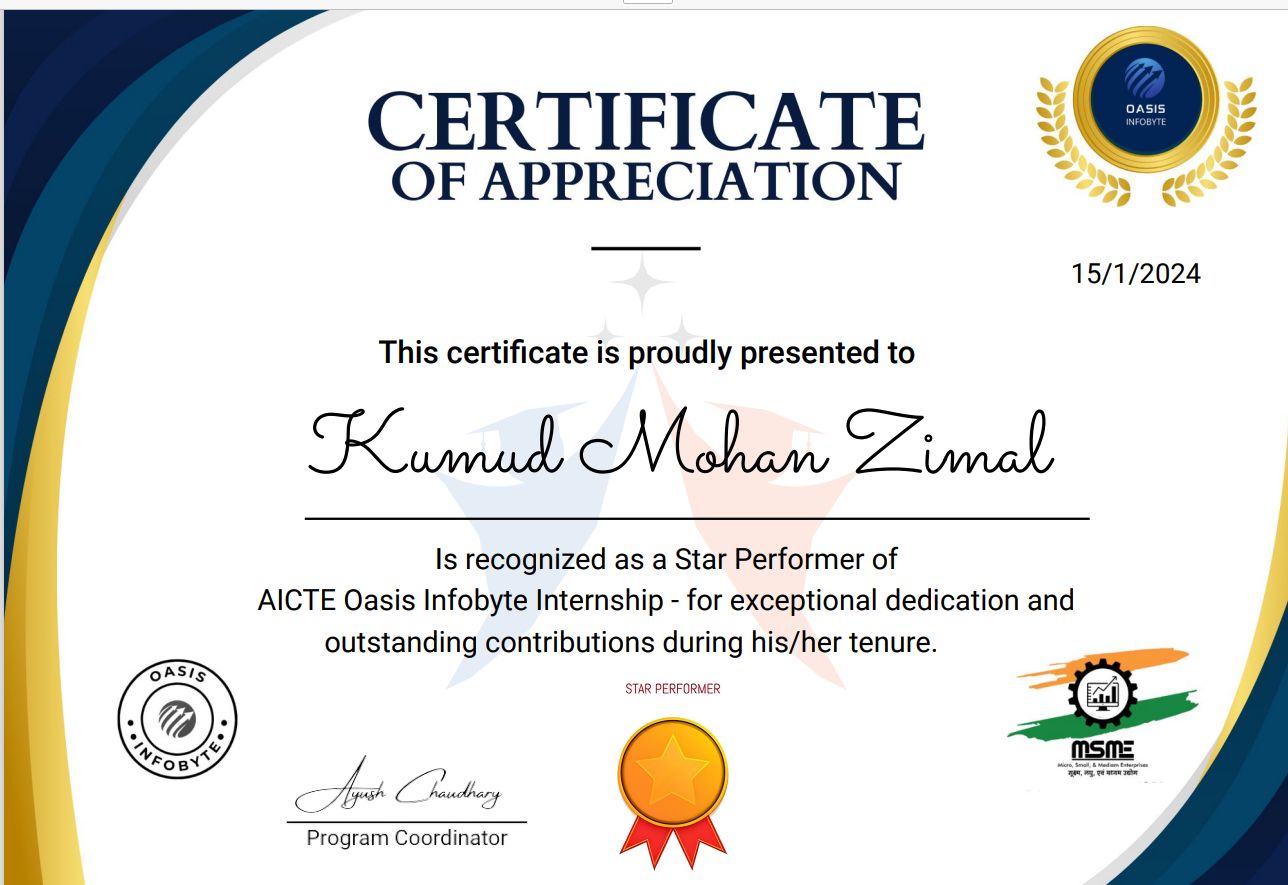 CERTIFICATE
OF APPRECIATION
OASIS
INFOBYTE
15/1/2024
This certificate is proudly presented to
Kumud Mohan Zimal
Is recognized as a Star Performer of
AICTE Oasis Infobyte Internship - for exceptional dedication and
outstanding contributions during his/her tenure.
STAR PERFORMER
OASIS
INFOBYTE
MSME
Micro, Small, & Mediam Enterprises
सूक्ष्म, लघु, एवं मध्यम उद्योग
Ayush Chaudhary
Program Coordinator